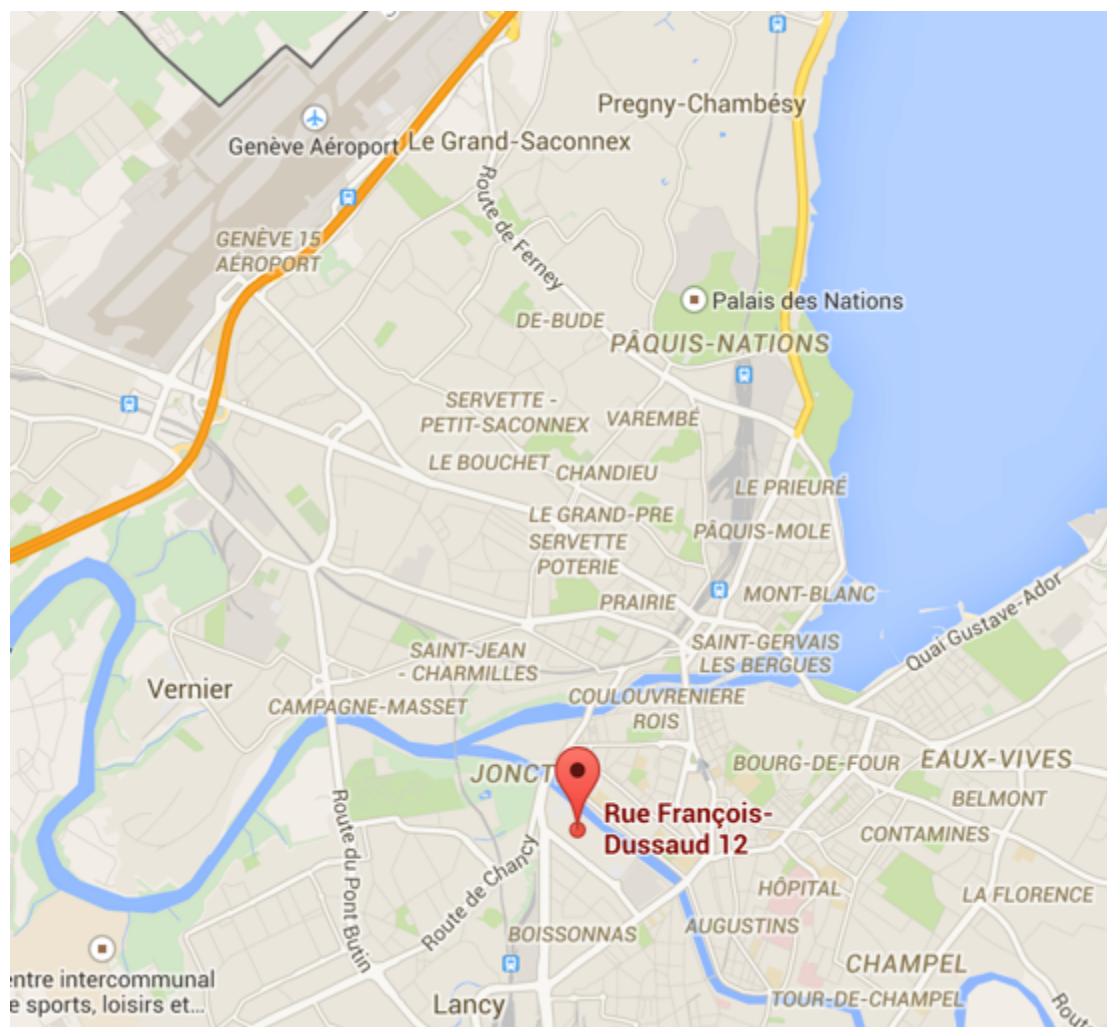 Pregny-Chambésy
Genève Aéroport
Le Grand-Saconnex
Route de Ferney
GENÈVE 15
AÉROPORT
Palais des Nations
DE-BUDE
PÂQUIS-NATIONS
SERVETTE -
PETIT-SACONNEX
VAREMBÉ
LE BOUCHET
CHANDIEU
LE PRIEURÉ
LE GRAND-PRE
PÂQUIS-MOLE
SERVETTE
POTERIE
PRAIRIE
MONT-BLANC
Quai Gustave-Ador
SAINT-JEAN
- CHARMILLES
SAINT-GERVAIS
LES BERGUES
Vernier
CAMPAGNE-MASSET
COULOUVRENIERE
ROIS
JONCT
BOURG-DE-FOUR
EAUX-VIVES
Rue François-
Dussaud 12
BELMONT
CONTAMINES
Route du Pont Butin
Route de Chancy
HÔPITAL
LA FLORENCE
BOISSONNAS
AUGUSTINS
entre intercommunal
e sports, loisirs et...
CHAMPEL
Lancy
TOUR-DE-CHAMPEL